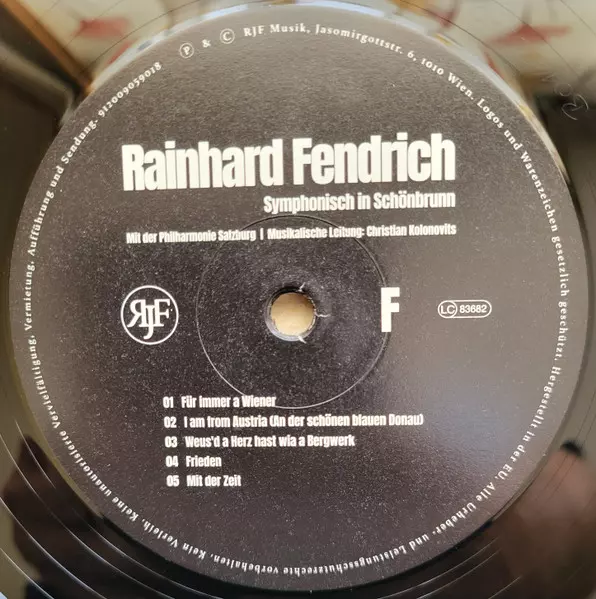 Ⓟ & Ⓒ RJF Musik, Jasomirgottstr. 6, 1010 Wien. Logos und Warenzeichen gesetzlich geschützt. Hergestellt in der EU. Alle Urheber- und Leistungsschutzrechte vorbehalten. Kein Verleih. Keine unautorisierte Vervielfältigung, Vermietung, Aufführung und Sendung. 912009059018
Rainhard Fendrich
Symphonisch in Schönbrunn
Mit der Philharmonie Salzburg | Musikalische Leitung: Christian Kolonovits
RJF
F
LC 83682
01 Für immer a Wiener
02 I am from Austria (An der schönen blauen Donau)
03 Weus'd a Herz hast wia a Bergwerk
04 Frieden
05 Mit der Zeit